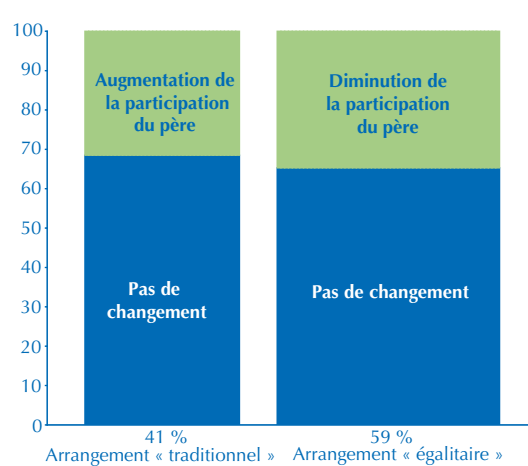 100
90
80
70
60
50
40
30
20
10
0
Augmentation de
la participation
du père
Pas de
changement
Diminution de
la participation
du père
Pas de changement
41 %
Arrangement « traditionnel »
59 %
Arrangement « égalitaire »